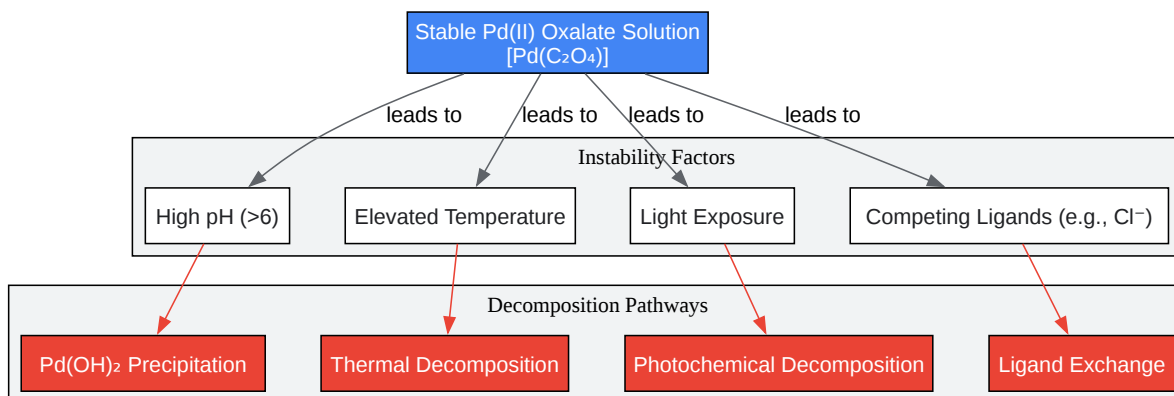 Stable Pd(II) Oxalate Solution
[Pd(C₂O₄)]
leads to
leads to
leads to
leads to
Instability Factors
High pH (>6)
Elevated Temperature
Light Exposure
Competing Ligands (e.g., Cl⁻)
Decomposition Pathways
Pd(OH)₂ Precipitation
Thermal Decomposition
Photochemical Decomposition
Ligand Exchange